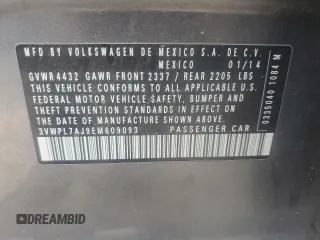 MFD. BY VOLKSWAGEN DE MEXICO S.A. DE C.V.
MEXICO 01/14
GVWR 4432 GAWR FRONT 2337 / REAR 2205 LBS
THIS VEHICLE CONFORMS TO ALL APPLICABLE
FEDERAL MOTOR VEHICLE SAFETY, BUMPER AND
THEFT PREVENTION STANDARDS IN EFFECT ON
THE DATE OF MANUFACTURE SHOWN ABOVE.
3VWPL7AJ9EM609093 PASSENGER CAR
0335040 1084 M
DREAMBID